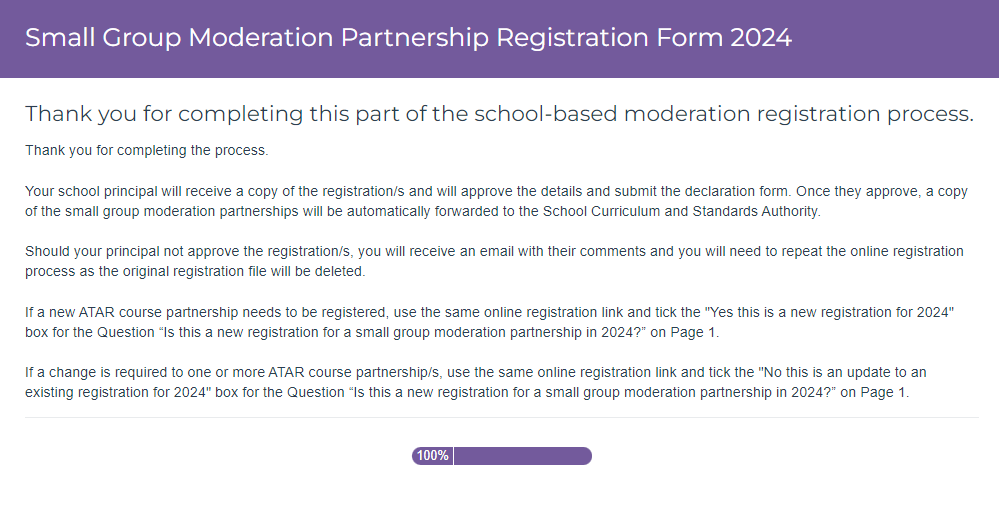 Small Group Moderation Partnership Registration Form 2024
Thank you for completing this part of the school-based moderation registration process.
Thank you for completing the process.
Your school principal will receive a copy of the registration/s and will approve the details and submit the declaration form. Once they approve, a copy
of the small group moderation partnerships will be automatically forwarded to the School Curriculum and Standards Authority.
Should your principal not approve the registration/s, you will receive an email with their comments and you will need to repeat the online registration
process as the original registration file will be deleted.
If a new ATAR course partnership needs to be registered, use the same online registration link and tick the "Yes this is a new registration for 2024"
box for the Question “Is this a new registration for a small group moderation partnership in 2024?” on Page 1.
If a change is required to one or more ATAR course partnership/s, use the same online registration link and tick the "No this is an update to an
existing registration for 2024" box for the Question “Is this a new registration for a small group moderation partnership in 2024?” on Page 1.
100%